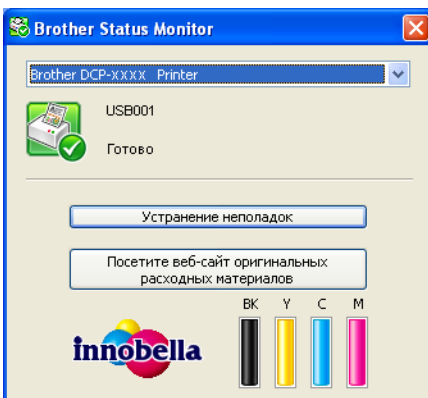 Brother Status Monitor
Brother DCP-XXXX Printer
USB001
Готово
Устранение неполадок
Посетите веб-сайт оригинальных
расходных материалов
BK Y C M
innobella